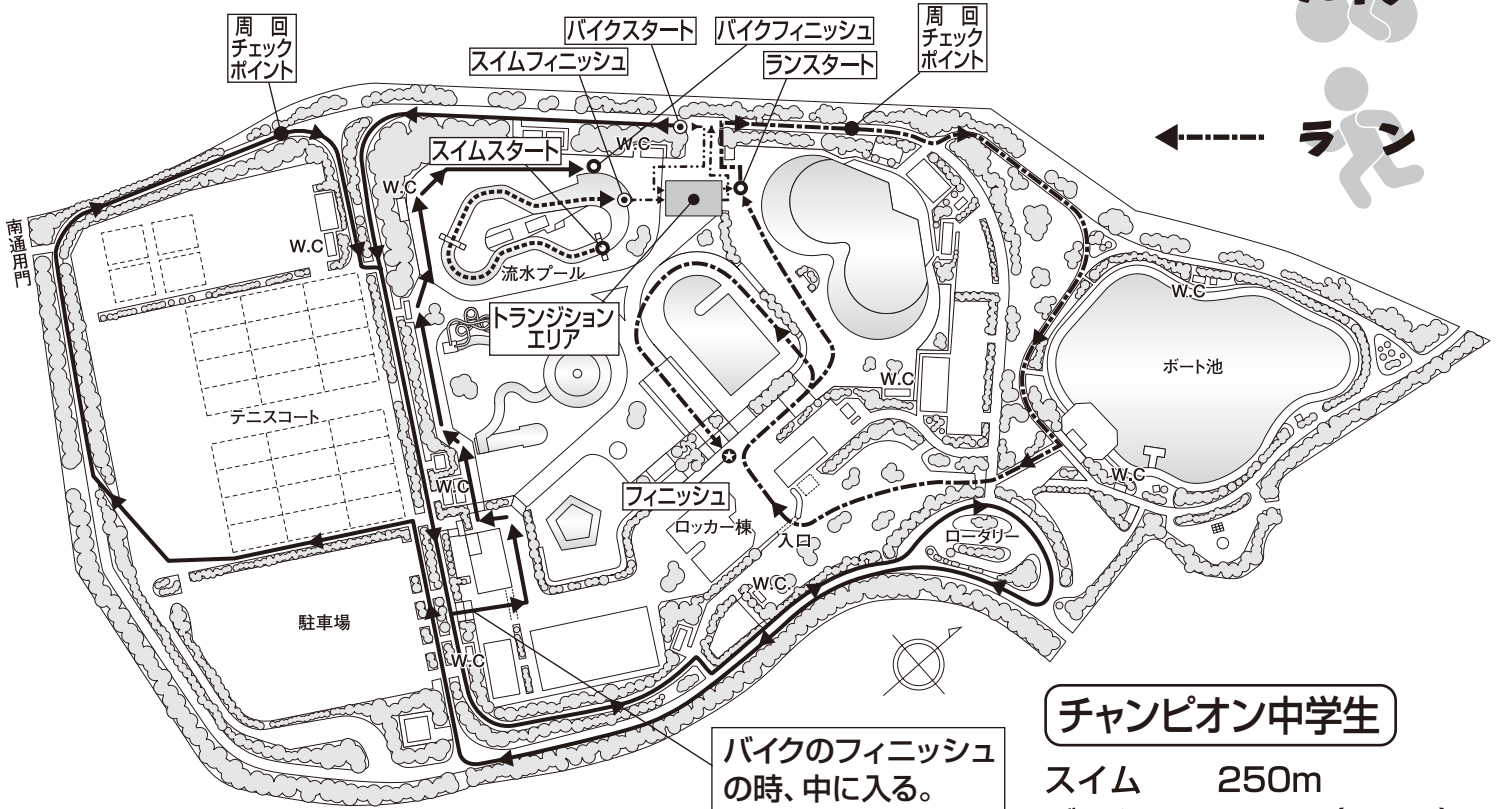 周 回
チェック
ポイント
バイクスタート
バイクフィニッシュ
周 回
チェック
ポイント
スイムフィニッシュ
ランスタート
ラン
スイムスタート
W.C
W.C
W.C
南通用門
流水プール
W.C
トランジション
エリア
ボート池
W.C
テニスコート
W.C
W.C
フィニッシュ
ロッカー棟
入口
ロータリー
W.C.
駐車場
W.C
チャンピオン中学生
バイクのフィニッシュ
の時、中に入る。
スイム 250m